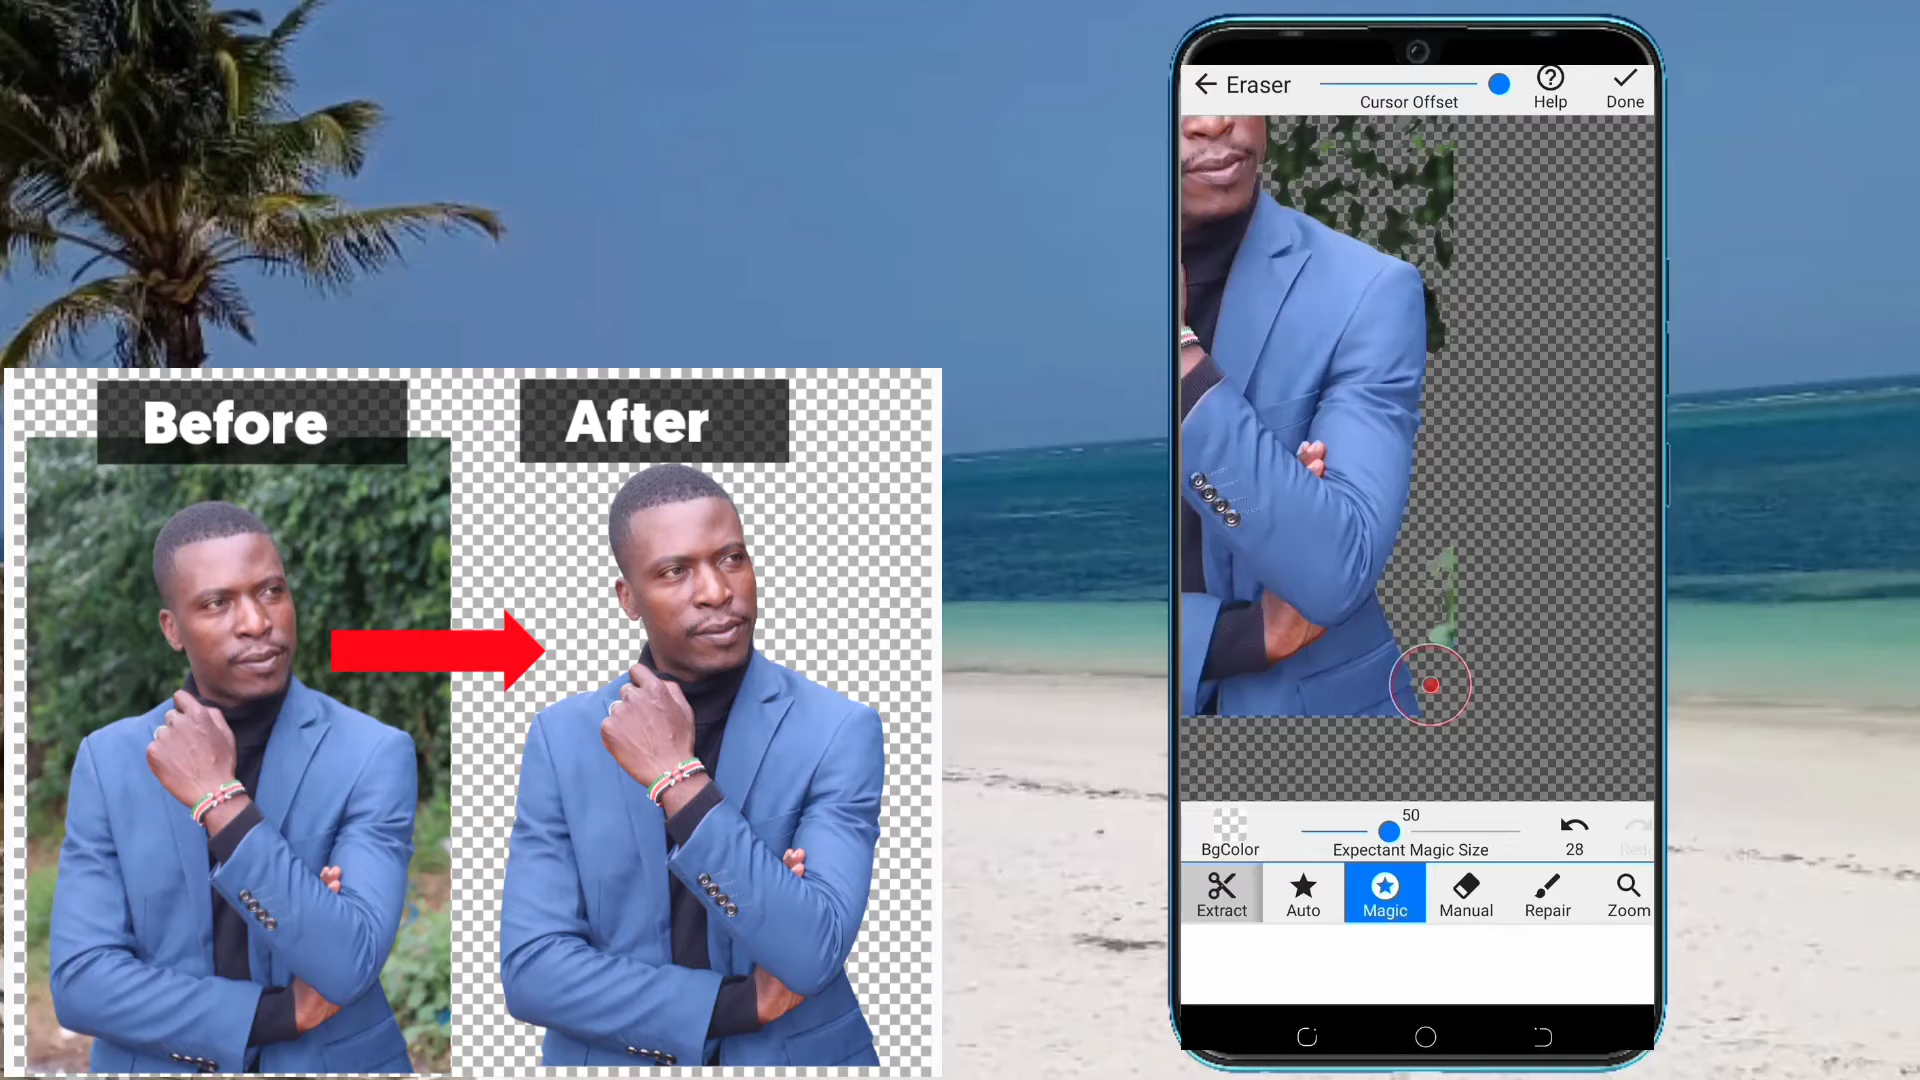 Before
After
Eraser
Cursor Offset
Help
Done
50
BgColor
Expectant Magic Size
28
Redo
Extract
Auto
Magic
Manual
Repair
Zoom